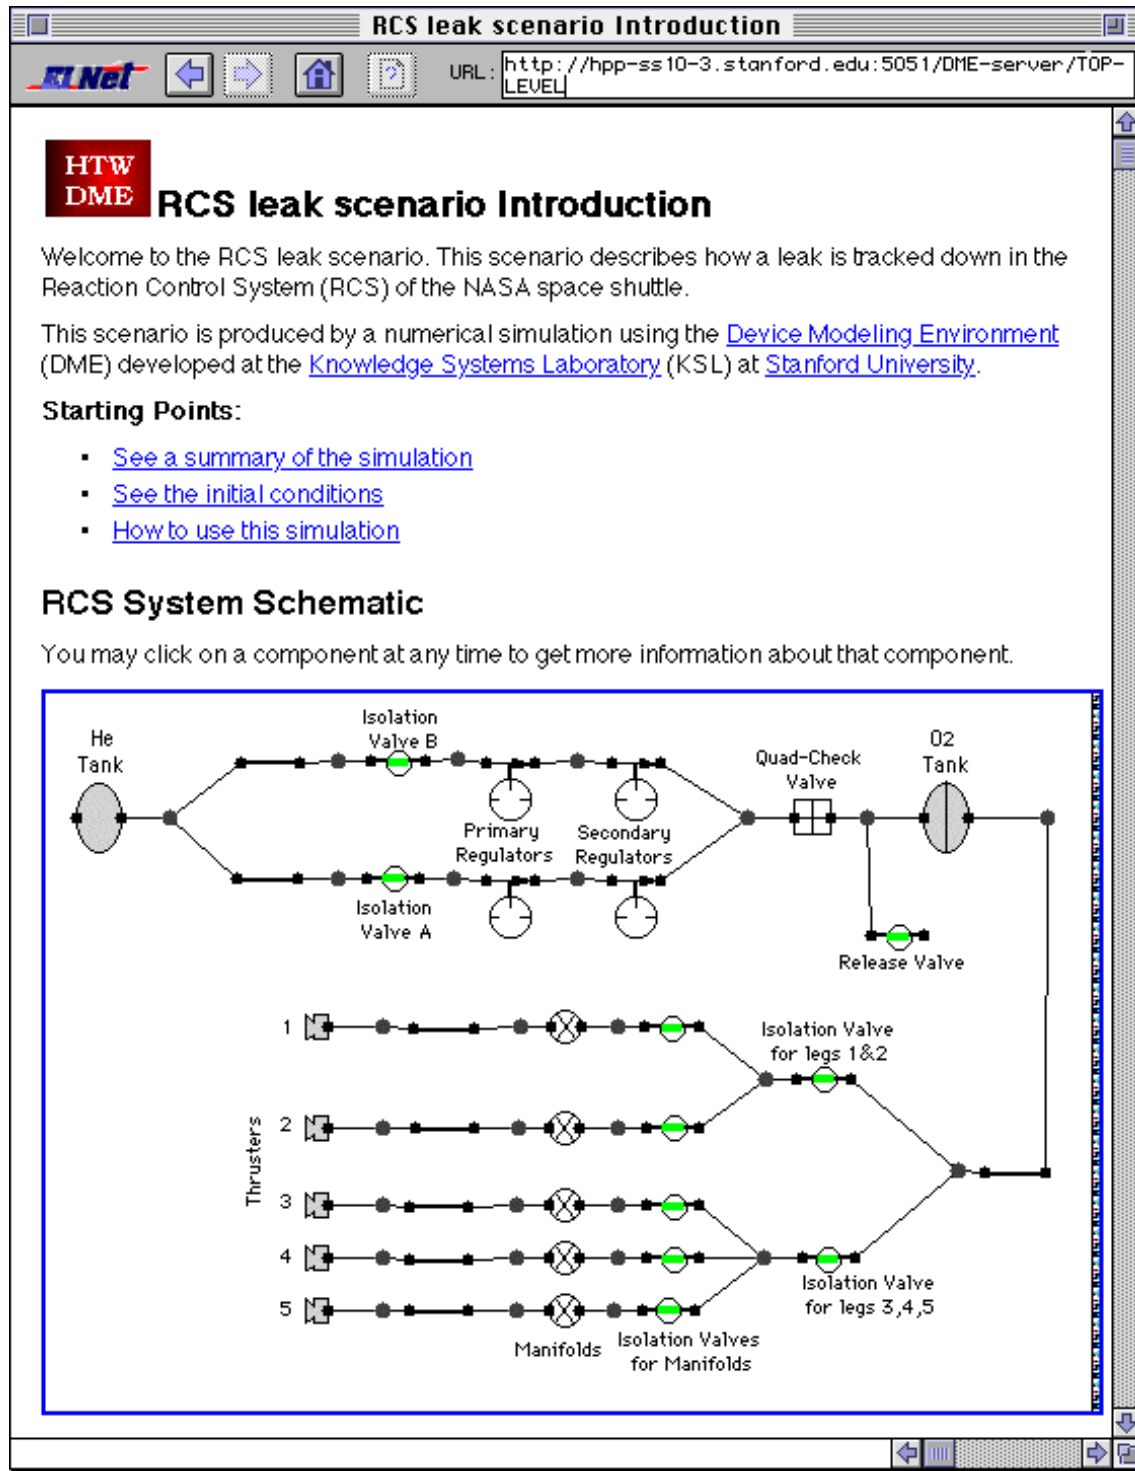 RCS leak scenario Introduction
EINet
URL:
http://hpp-ss10-3.stanford.edu:5051/DME-server/TOP-
LEVEL
HTW
DME
RCS leak scenario Introduction
Welcome to the RCS leak scenario. This scenario describes how a leak is tracked down in the
Reaction Control System (RCS) of the NASA space shuttle.
This scenario is produced by a numerical simulation using the Device Modeling Environment
(DME) developed at the Knowledge Systems Laboratory (KSL) at Stanford University.
Starting Points:
See a summary of the simulation
See the initial conditions
How to use this simulation
RCS System Schematic
You may click on a component at any time to get more information about that component.
He
Tank
Isolation
Valve B
Quad-Check
Valve
O2
Tank
Primary
Regulators
Secondary
Regulators
Isolation
Valve A
Release Valve
1
Isolation Valve
for legs 1&2
Thrusters
2
3
4
5
Isolation Valve
for legs 3,4,5
Manifolds
Isolation Valves
for Manifolds